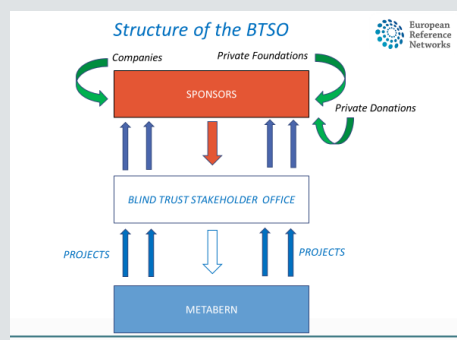 Structure of the BTSO
European
Reference
Networks
Companies
Private Foundations
SPONSORS
Private Donations
BLIND TRUST STAKEHOLDER OFFICE
PROJECTS
PROJECTS
METABERN